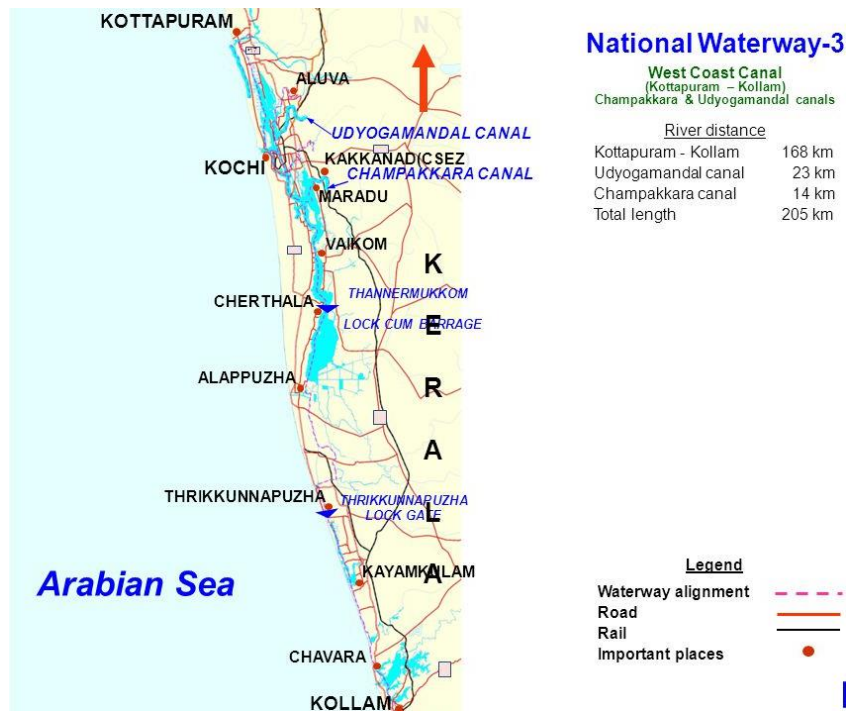 KOTTAPURAM
N
ALUVA
UDYOGAMANDAL CANAL
KOCHI
KAKKANAD(CSEZ
CHAMPAKKARA CANAL
MARADU
VAIKOM
K
CHERTHALA
THANNERMUKKOM
LOCK CUM BARRAGE
E
ALAPPUZHA
R
A
THRIKKUNNAPUZHA
THRIKKUNNAPUZHA
LOCK GATE
L
Arabian Sea
KAYAMKULAM
A
CHAVARA
KOLLAM
National Waterway-3
West Coast Canal
(Kottapuram – Kollam)
Champakkara & Udyogamandal canals
River distance
Kottapuram - Kollam 168 km
Udyogamandal canal 23 km
Champakkara canal 14 km
Total length 205 km
Legend
Waterway alignment
Road
Rail
Important places